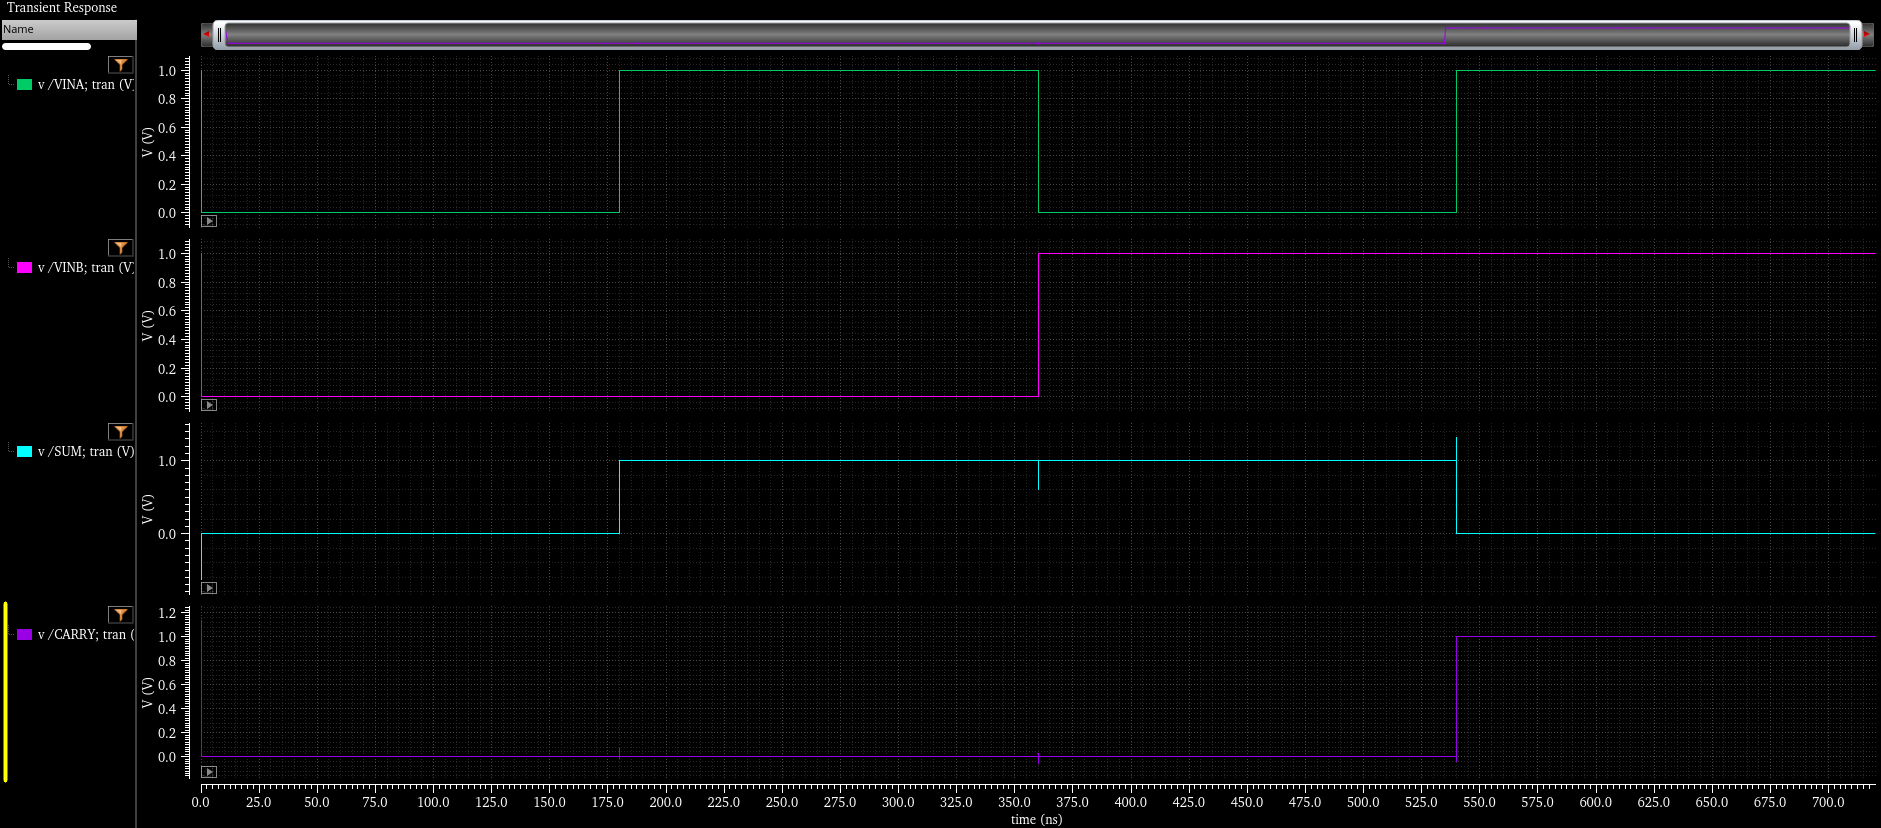 Transient Response
Name
v /VINA; tran (V)
1.0
0.8
0.6
0.4
0.2
0.0
V (V)
v /VINB; tran (V)
1.0
0.8
0.6
0.4
0.2
0.0
V (V)
v /SUM; tran (V)
1.0
0.0
V (V)
v /CARRY; tran (
1.2
1.0
0.8
0.6
0.4
0.2
0.0
V (V)
0.0 25.0 50.0 75.0 100.0 125.0 150.0 175.0 200.0 225.0 250.0 275.0 300.0 325.0 350.0 375.0 400.0 425.0 450.0 475.0 500.0 525.0 550.0 575.0 600.0 625.0 650.0 675.0 700.0
time (ns)